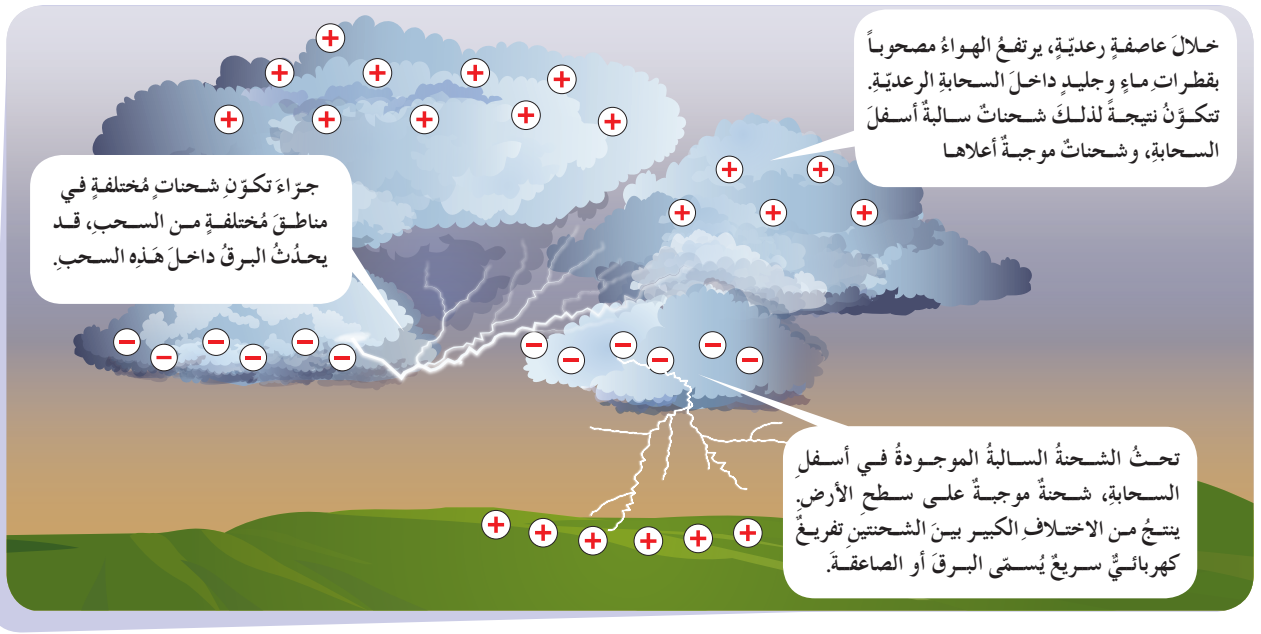 خلالَ عاصفةٍ رعديّةٍ، يرتفعُ الهواءُ مصحوباً
بقطراتِ ماءٍ وجليدٍ داخلَ السحابةِ الرعديّةِ.
تتكوَّنُ نتيجةً لذلكَ شحناتٌ سالبةٌ أسفلَ
السحابةِ، وشحناتٌ موجبةٌ أعلاها
جرّاءَ تكوّنِ شحناتٍ مُختلفةٍ في
مناطقَ مُختلفةٍ من السحبِ، قد
يحدُثُ البرقُ داخلَ هَذِه السحبِ.
تحثُ الشحنةُ السالبةُ الموجودةُ في أسفلِ
السحابةِ، شحنةٌ موجبةٌ على سطحِ الأرضِ.
ينتجُ من الاختلافِ الكبير بينَ الشحنتينِ تفريغٌ
كهربائيٌّ سريعٌ يُسمّى البرقَ أو الصاعقةَ.